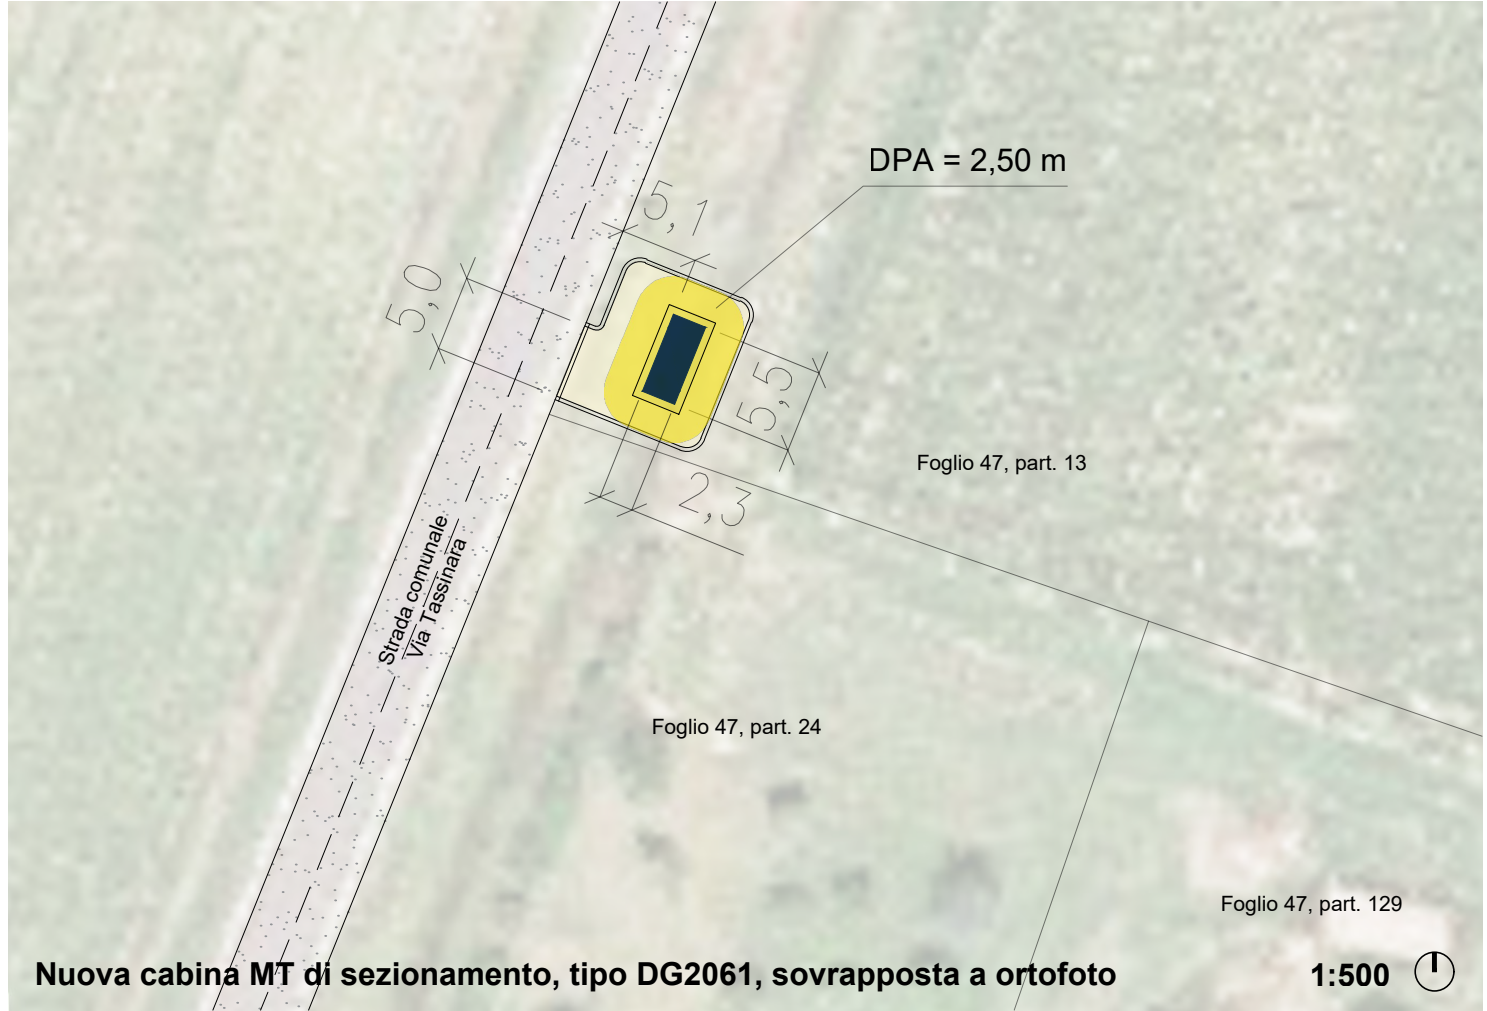 DPA = 2,50 m
5,1
5,0
5,5
Foglio 47, part. 13
2,3
Strada comunale
Via Tassinara
Foglio 47, part. 24
Foglio 47, part. 129
Nuova cabina MT di sezionamento, tipo DG2061, sovrapposta a ortofoto
1:500